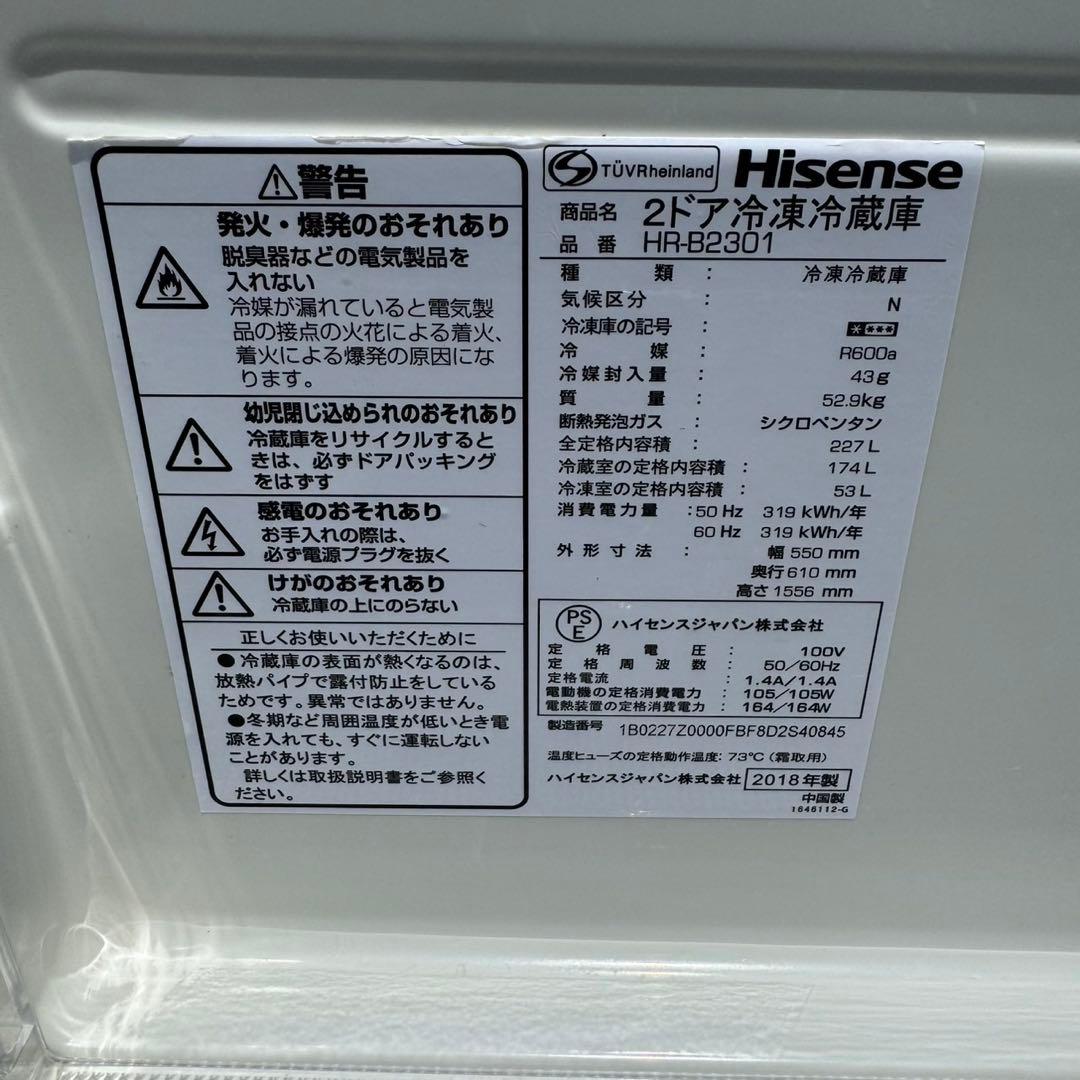 ⚠警告
発火・爆発のおそれあり
脱臭器などの電気製品を
入れない
冷媒が漏れていると電気製
品の接点の火花による着火、
着火による爆発の原因にな
ります。
幼児閉じ込められのおそれあり
冷蔵庫をリサイクルすると
きは、必ずドアパッキング
をはずす
感電のおそれあり
お手入れの際は、
必ず電源プラグを抜く
けがのおそれあり
冷蔵庫の上にのらない
正しくお使いいただくために
●冷蔵庫の表面が熱くなるのは、
放熱パイプで露付防止をしている
ためです。異常ではありません。
●冬期など周囲温度が低いとき電
源を入れても、すぐに運転しない
ことがあります。
詳しくは取扱説明書をご参照く
ださい。
TÜVRheinland Hisense
商品名 2ドア冷凍冷蔵庫
品番 HR-B2301
種類 : 冷凍冷蔵庫
気候区分 : N
冷凍庫の記号 : ****
冷媒 : R600a
冷媒封入量 : 43g
質量 : 52.9kg
断熱発泡ガス : シクロペンタン
全定格内容積 : 227L
冷蔵室の定格内容積 : 174L
冷凍室の定格内容積 : 53L
消費電力量 :50 Hz 319 kWh/年
60 Hz 319 kWh/年
外形寸法 : 幅 550 mm
奥行 610 mm
高さ 1556 mm
PSE ハイセンスジャパン株式会社
定格電圧 : 100V
定格周波数 : 50/60Hz
定格電流 : 1.4A/1.4A
電動機の定格消費電力 : 105/105W
電熱装置の定格消費電力 : 164/164W
製造番号 1B0227Z0000FBF8D2S40845
温度ヒューズの定格動作温度: 73℃(霜取用)
ハイセンスジャパン株式会社 2018年製
中国製
1646112-G